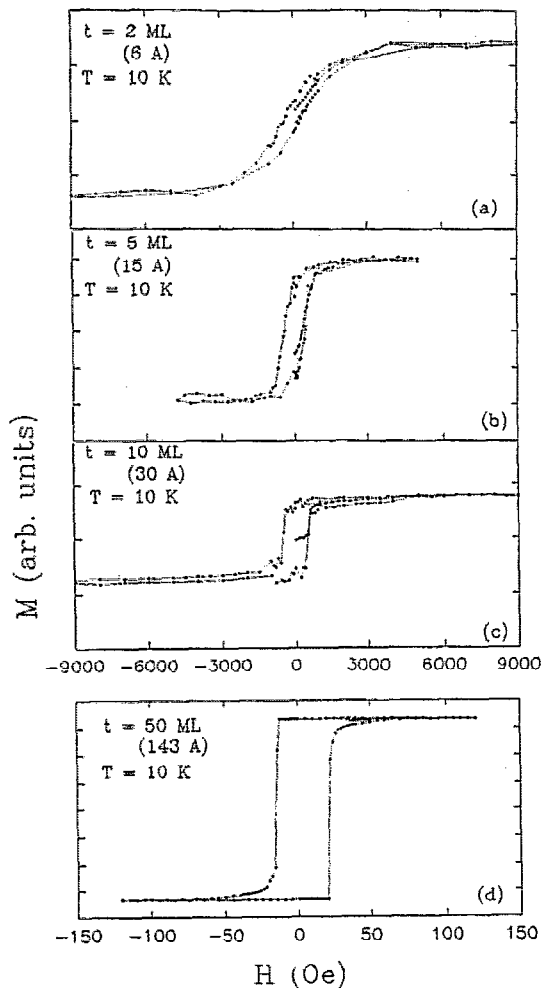 t = 2 ML
(6 A)
T = 10 K
(a)
t = 5 ML
(15 A)
T = 10 K
(b)
t = 10 ML
(30 A)
T = 10 K
(c)
-9000 -6000 -3000 0 3000 6000 9000
t = 50 ML
(143 A)
T = 10 K
(d)
-150 -100 -50 0 50 100 150
H (Oe)
M (arb. units)